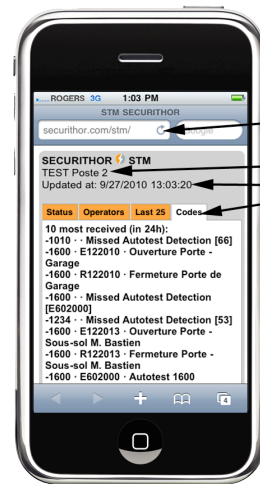 ROGERS 3G 1:03 PM
STM SECURITHOR
securithor.com/stm/ Google
SECURITHOR STM
TEST Poste 2
Updated at: 9/27/2010 13:03:20
Status Operators Last 25 Codes
10 most received (in 24h):
-1010 · · Missed Autotest Detection [66]
-1600 · E122010 · Ouverture Porte -
Garage
-1600 · R122010 · Fermeture Porte de
Garage
-1600 · · Missed Autotest Detection
[E602000]
-1234 · · Missed Autotest Detection [53]
-1600 · E122013 · Ouverture Porte -
Sous-sol M. Bastien
-1600 · R122013 · Fermeture Porte -
Sous-sol M. Bastien
-1600 · E602000 · Autotest 1600
4